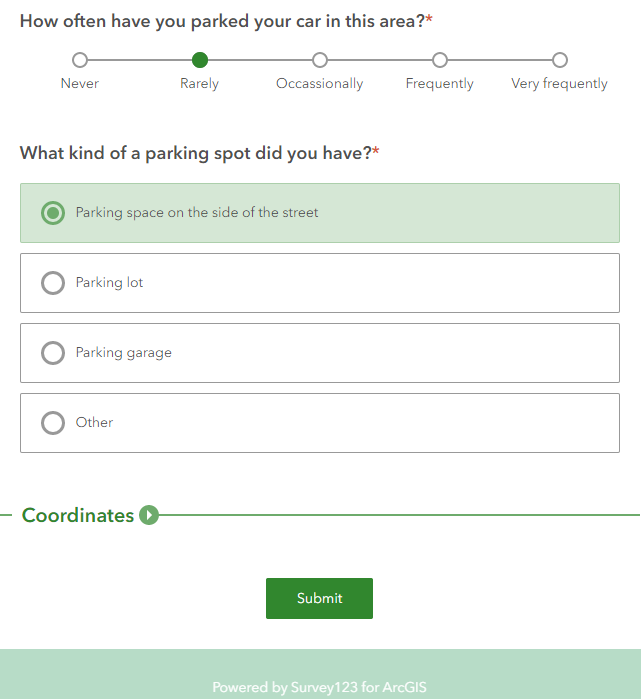 How often have you parked your car in this area?*
Never Rarely Occassionally Frequently Very frequently
What kind of a parking spot did you have?*
Parking space on the side of the street
Parking lot
Parking garage
Other
Coordinates
Submit
Powered by Survey123 for ArcGIS